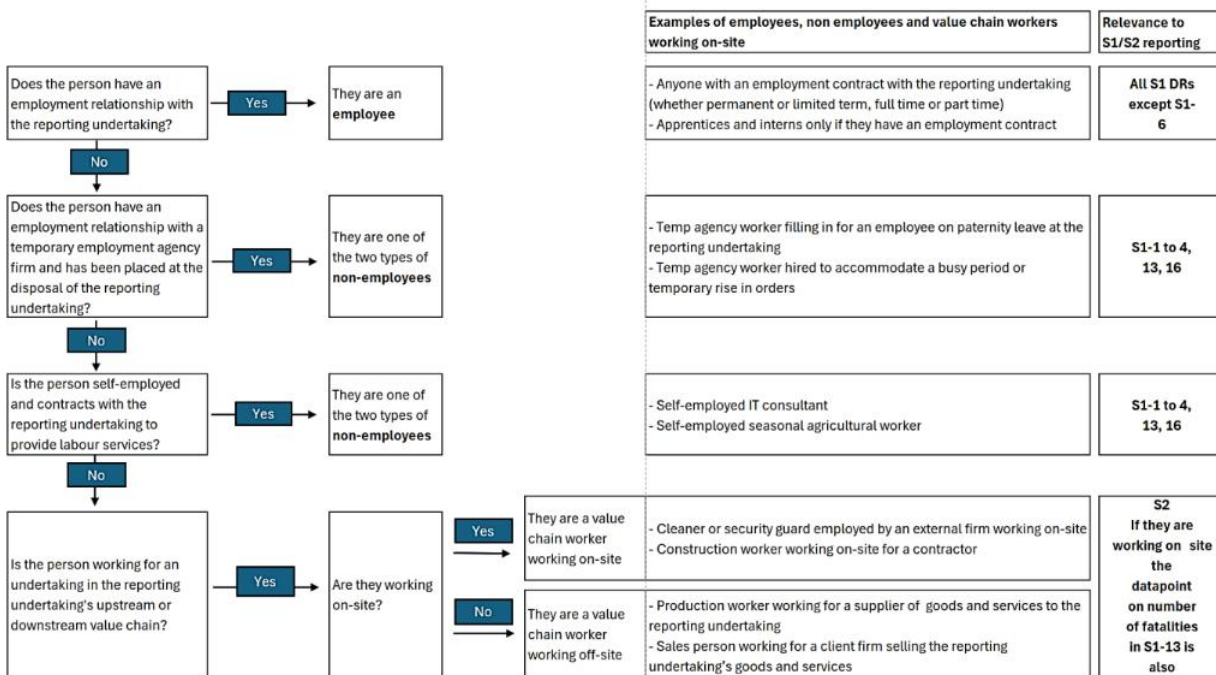 Examples of employees, non employees and value chain workers
working on-site
Relevance to
S1/S2 reporting
Does the person have an
employment relationship with
the reporting undertaking?
Yes
They are an
employee
- Anyone with an employment contract with the reporting undertaking
(whether permanent or limited term, full time or part time)
- Apprentices and interns only if they have an employment contract
All S1 DRs
except S1-
6
No
Does the person have an
employment relationship with a
temporary employment agency
firm and has been placed at the
disposal of the reporting
undertaking?
Yes
They are one of
the two types of
non-employees
- Temp agency worker filling in for an employee on paternity leave at the
reporting undertaking
- Temp agency worker hired to accommodate a busy period or
temporary rise in orders
S1-1 to 4,
13, 16
No
Is the person self-employed
and contracts with the
reporting undertaking to
provide labour services?
Yes
They are one of
the two types of
non-employees
- Self-employed IT consultant
- Self-employed seasonal agricultural worker
S1-1 to 4,
13, 16
No
Is the person working for an
undertaking in the reporting
undertaking's upstream or
downstream value chain?
Yes
Are they working
on-site?
Yes
They are a value
chain worker
working on-site
- Cleaner or security guard employed by an external firm working on-site
- Construction worker working on-site for a contractor
No
They are a value
chain worker
working off-site
- Production worker working for a supplier of goods and services to the
reporting undertaking
- Sales person working for a client firm selling the reporting
undertaking's goods and services
S2
If they are
working on site
the
datapoint
on number
of fatalities
in S1-13 is
also